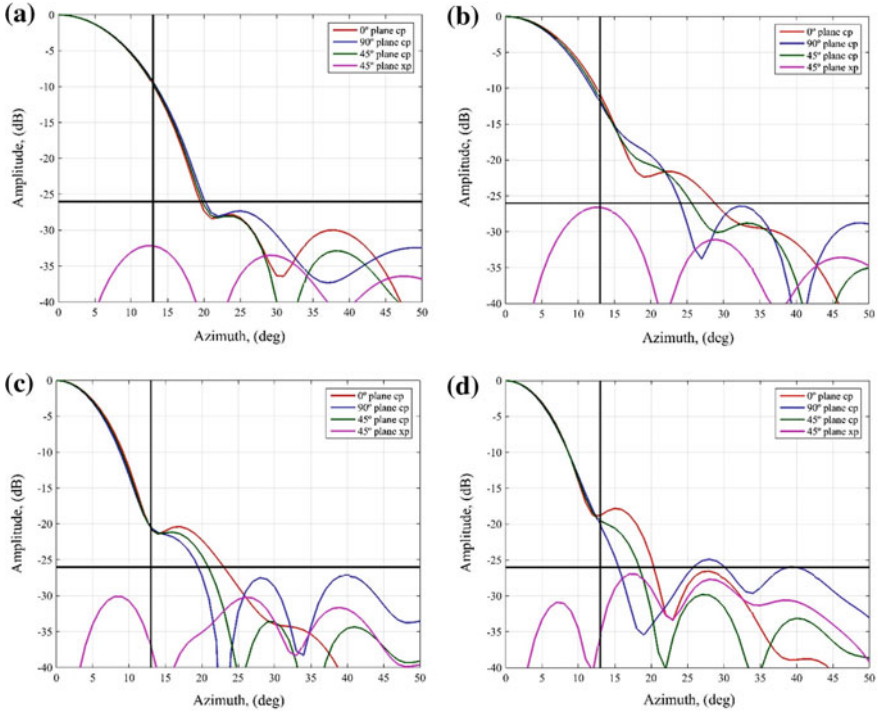 (a)
0
-5
-10
-15
-20
-25
-30
-35
-40
Amplitude, (dB)
0° plane cp
90° plane cp
45° plane cp
45° plane xp
0 5 10 15 20 25 30 35 40 45 50
Azimuth, (deg)
(b)
0
-5
-10
-15
-20
-25
-30
-35
-40
Amplitude, (dB)
0° plane cp
90° plane cp
45° plane cp
45° plane xp
0 5 10 15 20 25 30 35 40 45 50
Azimuth, (deg)
(c)
0
-5
-10
-15
-20
-25
-30
-35
-40
Amplitude, (dB)
0° plane cp
90° plane cp
45° plane cp
45° plane xp
0 5 10 15 20 25 30 35 40 45 50
Azimuth, (deg)
(d)
0
-5
-10
-15
-20
-25
-30
-35
-40
Amplitude, (dB)
0° plane cp
90° plane cp
45° plane cp
45° plane xp
0 5 10 15 20 25 30 35 40 45 50
Azimuth, (deg)